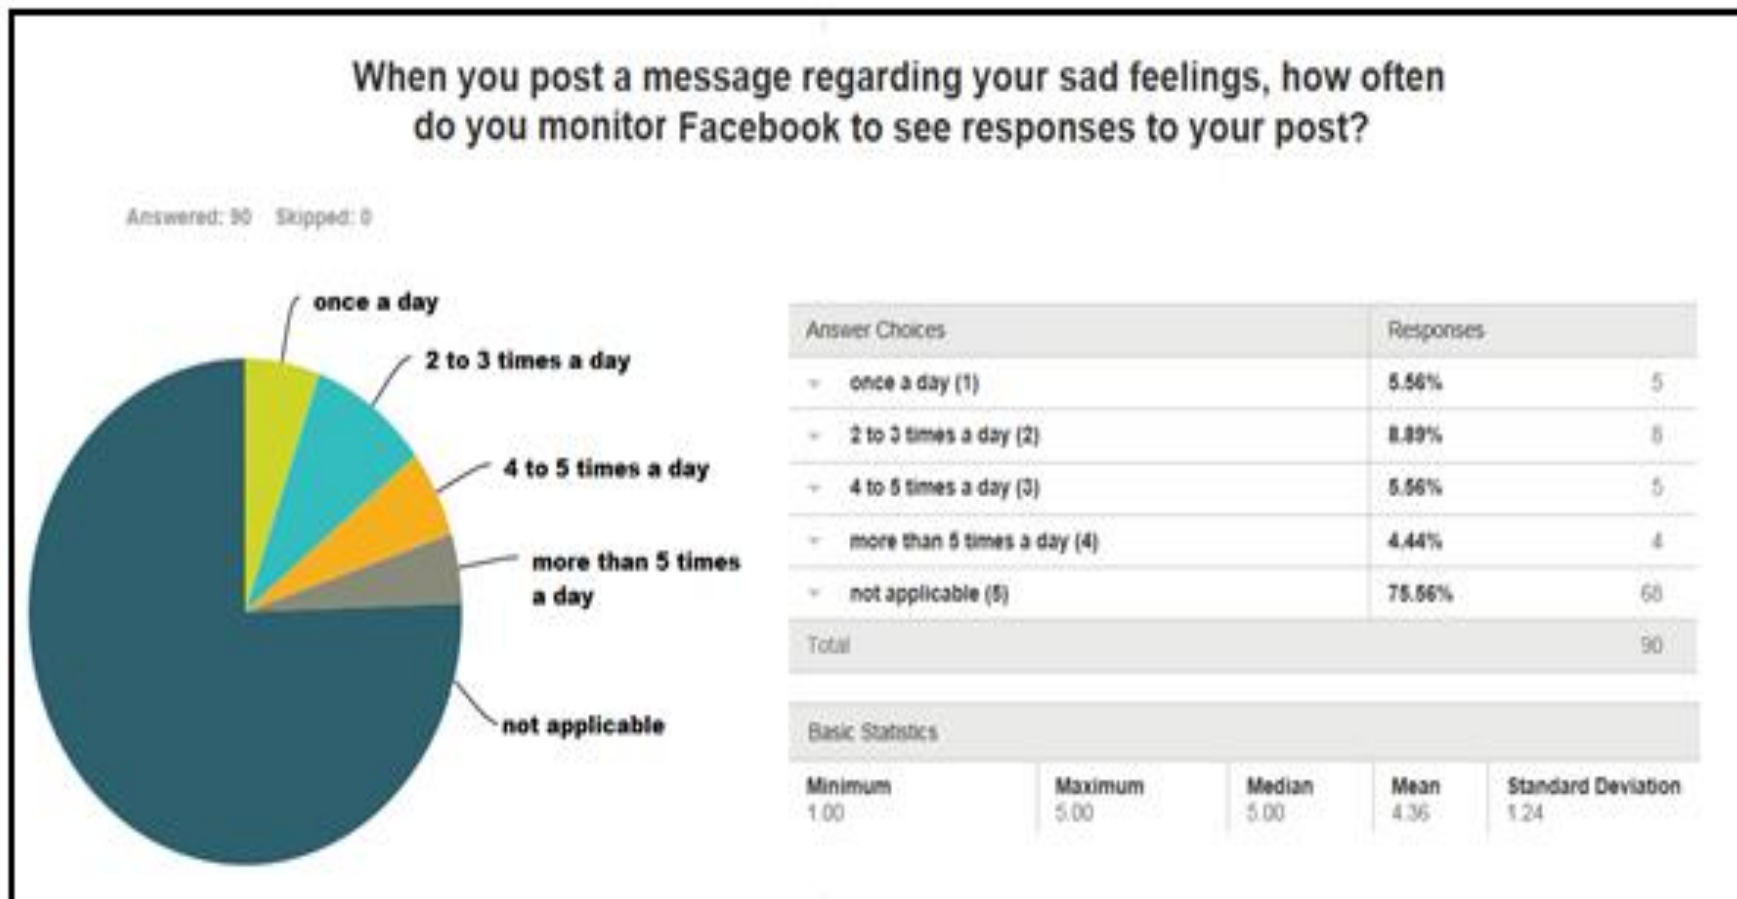 When you post a message regarding your sad feelings, how often
do you monitor Facebook to see responses to your post?
Answered: 90 Skipped: 0
once a day
2 to 3 times a day
4 to 5 times a day
more than 5 times
a day
not applicable
Answer Choices Responses
once a day (1) 5.56% 5
2 to 3 times a day (2) 8.89% 8
4 to 5 times a day (3) 5.56% 5
more than 5 times a day (4) 4.44% 4
not applicable (5) 75.56% 68
Total 90
Basic Statistics
Minimum Maximum Median Mean Standard Deviation
1.00 5.00 5.00 4.36 1.24